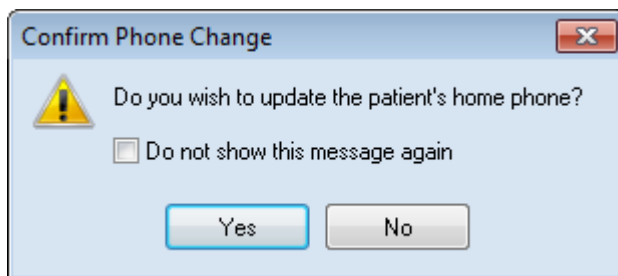 Confirm Phone Change
Do you wish to update the patient's home phone?
Do not show this message again
Yes
No